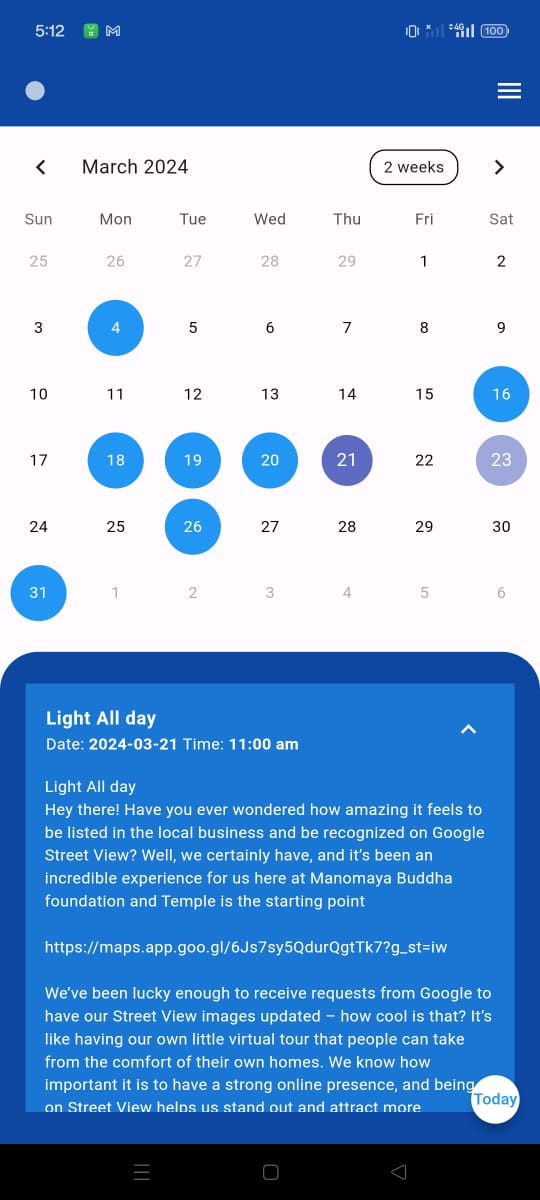 5:12
4G
100
March 2024
2 weeks
Sun Mon Tue Wed Thu Fri Sat
25 26 27 28 29 1 2
3 4 5 6 7 8 9
10 11 12 13 14 15 16
17 18 19 20 21 22 23
24 25 26 27 28 29 30
31 1 2 3 4 5 6
Light All day
Date: 2024-03-21 Time: 11:00 am
Light All day
Hey there! Have you ever wondered how amazing it feels to
be listed in the local business and be recognized on Google
Street View? Well, we certainly have, and it’s been an
incredible experience for us here at Manomaya Buddha
foundation and Temple is the starting point
https://maps.app.goo.gl/6Js7sy5QdurQgtTk7?g_st=iw
We’ve been lucky enough to receive requests from Google to
have our Street View images updated – how cool is that? It’s
like having our own little virtual tour that people can take
from the comfort of their own homes. We know how
important it is to have a strong online presence, and being
on Street View helps us stand out and attract more
Today